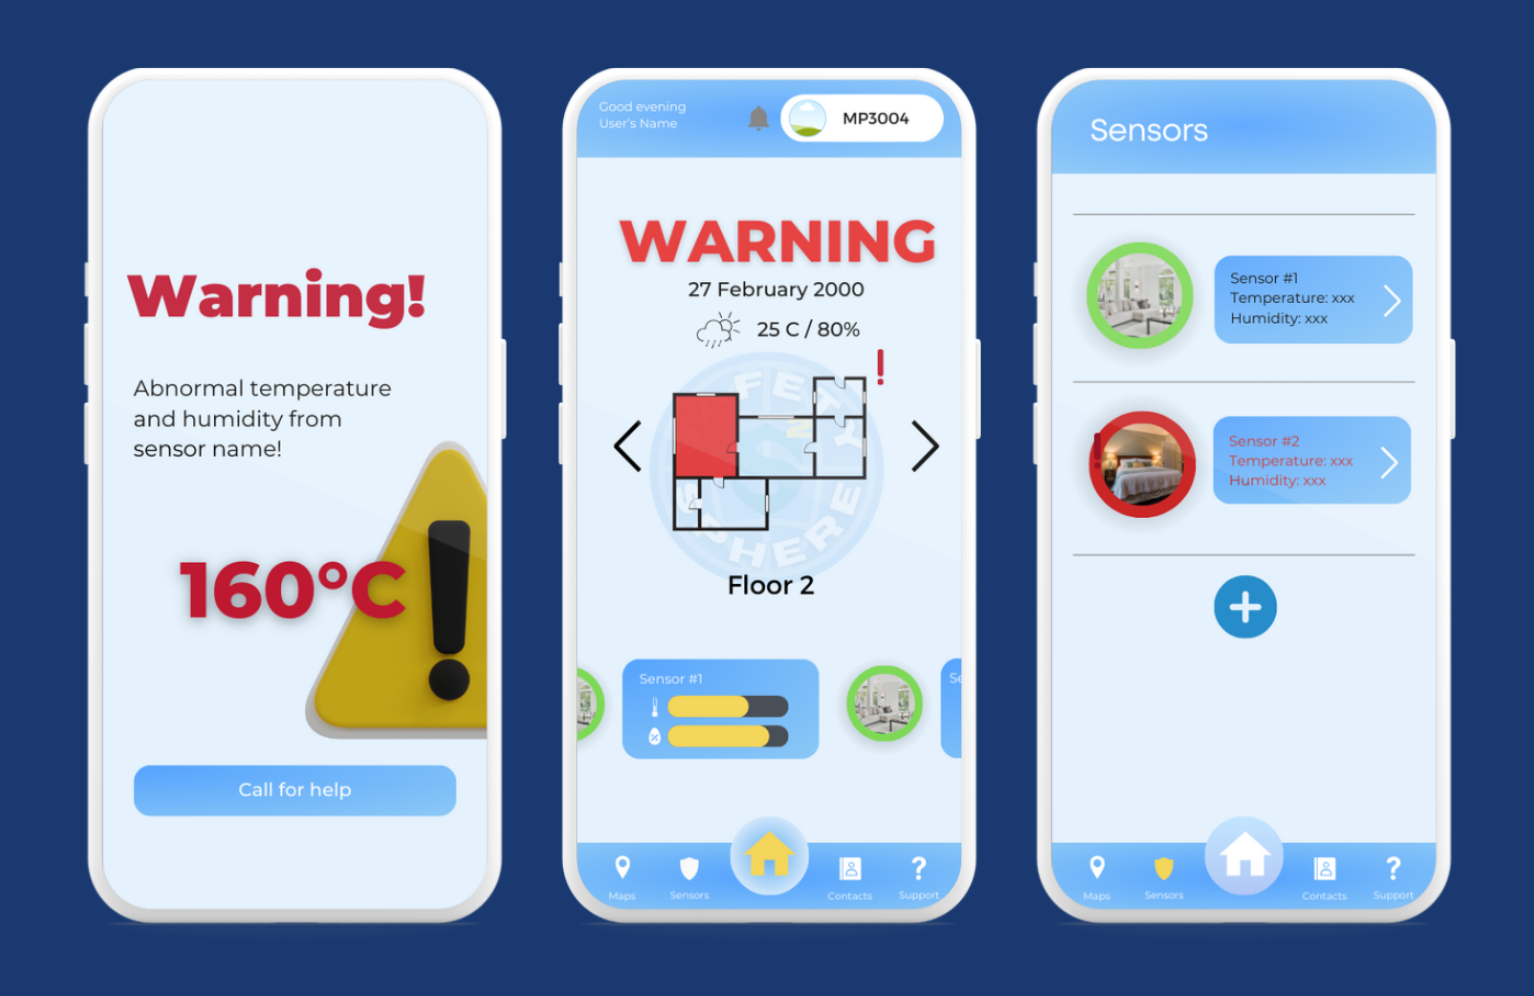 Warning!
Abnormal temperature
and humidity from
sensor name!
160°C
Call for help
Good evening
User's Name
MP3004
WARNING
27 February 2000
25 C / 80%
!
FETY
SPHERE
Floor 2
Sensor #1
Se
Maps
Sensors
Contacts
Support
Sensors
Sensor #1
Temperature: xxx
Humidity: xxx
Sensor #2
Temperature: xxx
Humidity: xxx
Maps
Sensors
Contacts
Support